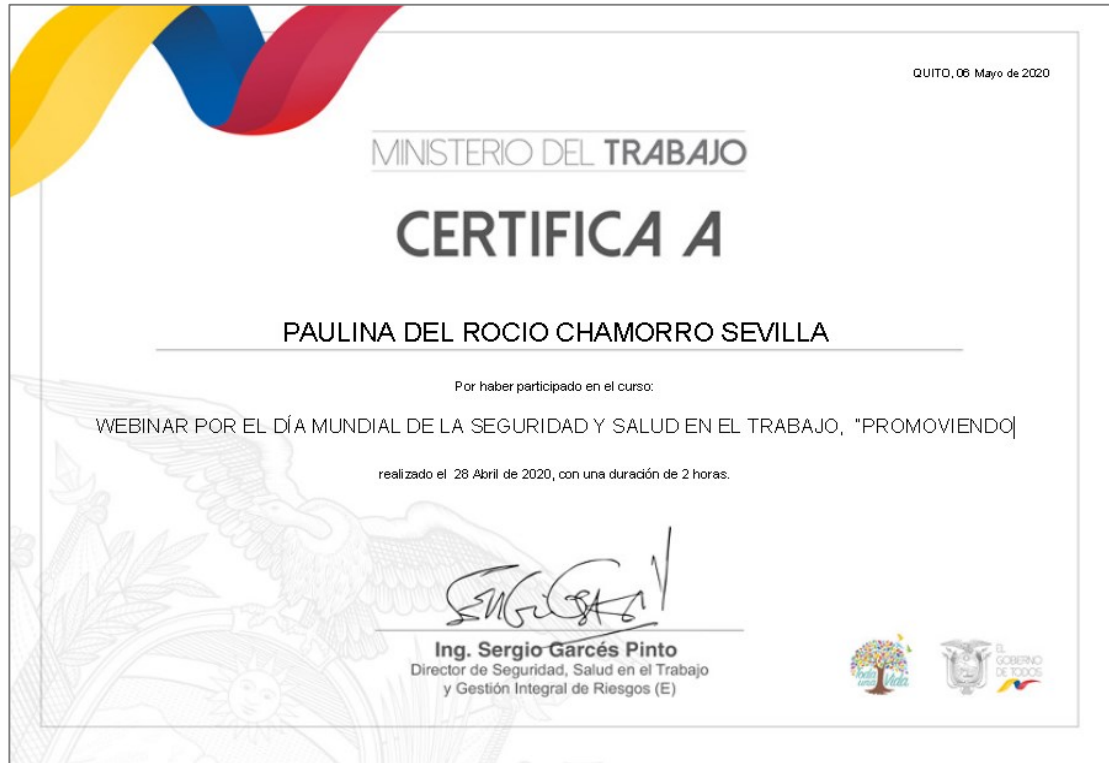 QUITO, 06 Mayo de 2020
MINISTERIO DEL TRABAJO
CERTIFICA A
PAULINA DEL ROCIO CHAMORRO SEVILLA
Por haber participado en el curso:
WEBINAR POR EL DÍA MUNDIAL DE LA SEGURIDAD Y SALUD EN EL TRABAJO, "PROMOVIENDO
realizado el 28 Abril de 2020, con una duración de 2 horas.
Ing. Sergio Garcés Pinto
Director de Seguridad, Salud en el Trabajo
y Gestión Integral de Riesgos (E)
Toda
una Vida
EL
GOBIERNO
DE TODOS